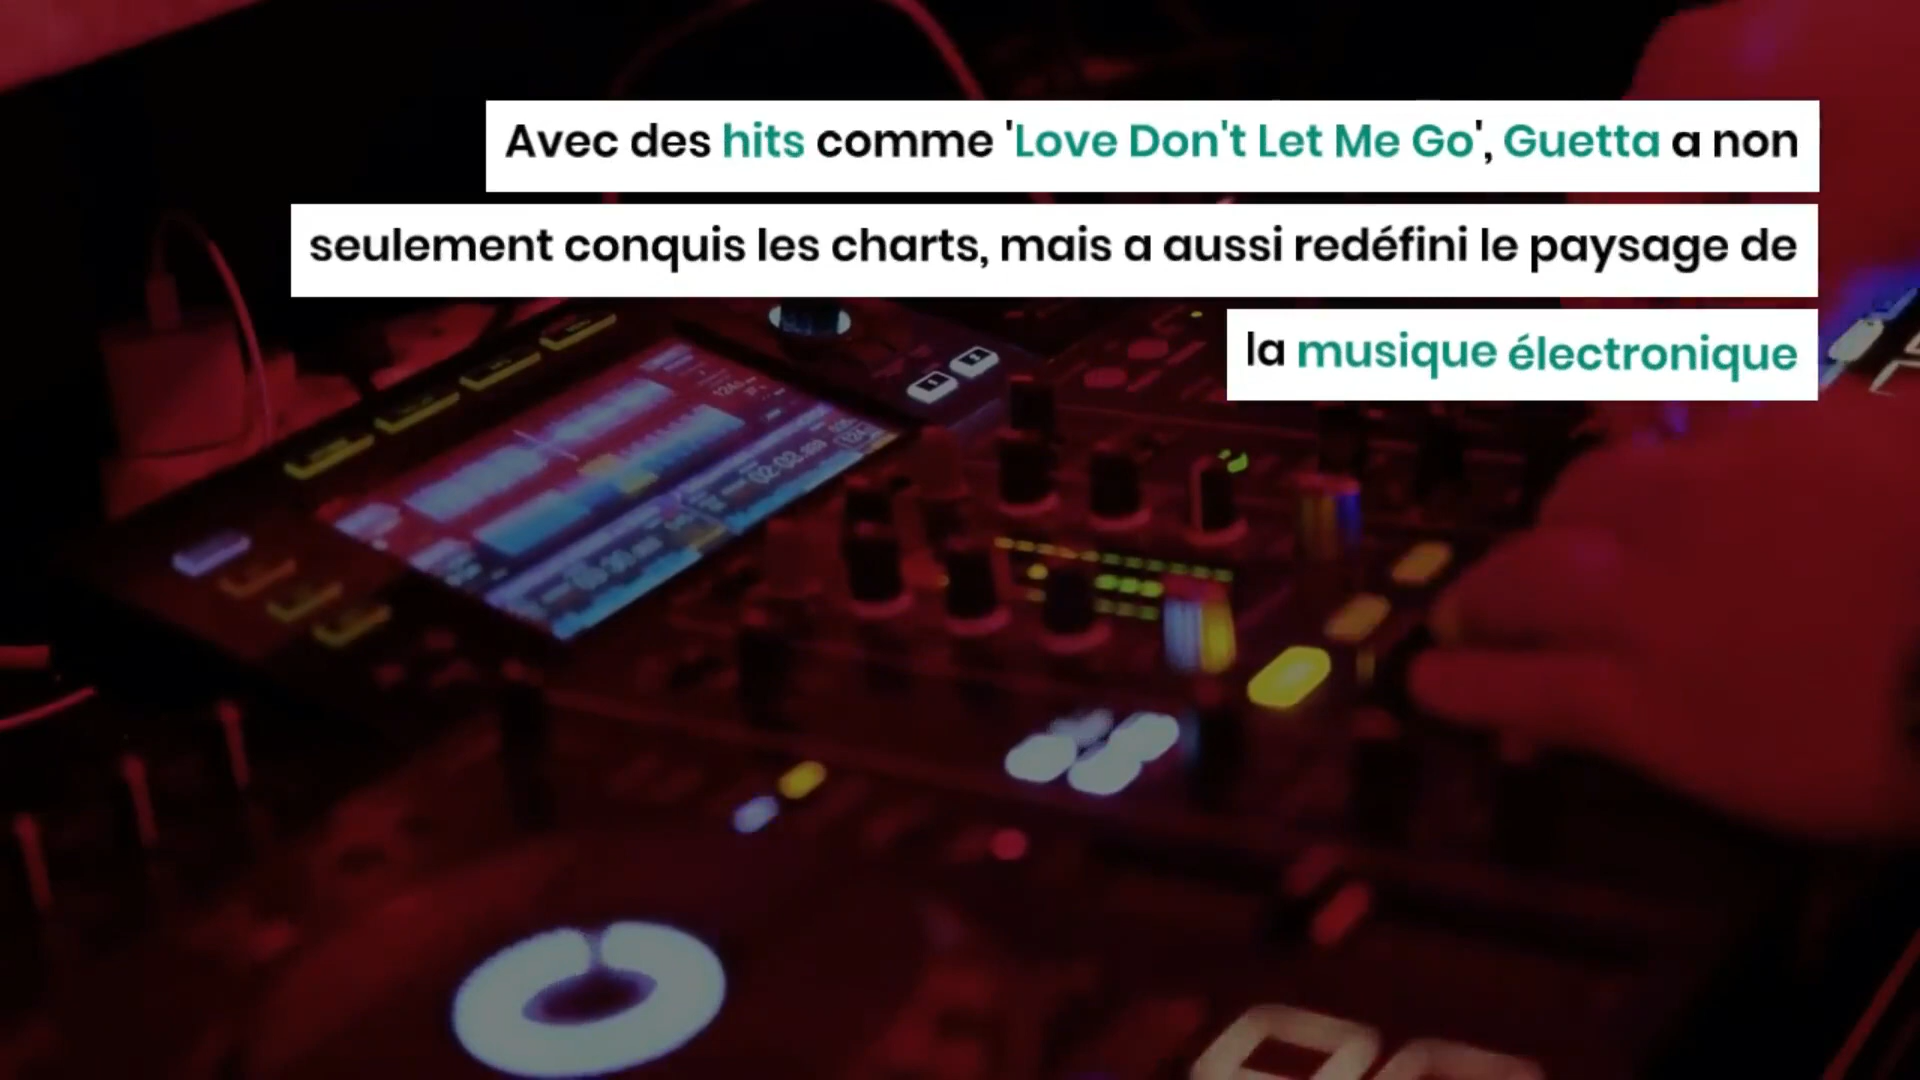 Avec des hits comme 'Love Don't Let Me Go', Guetta a non
seulement conquis les charts, mais a aussi redéfini le paysage de
la musique électronique